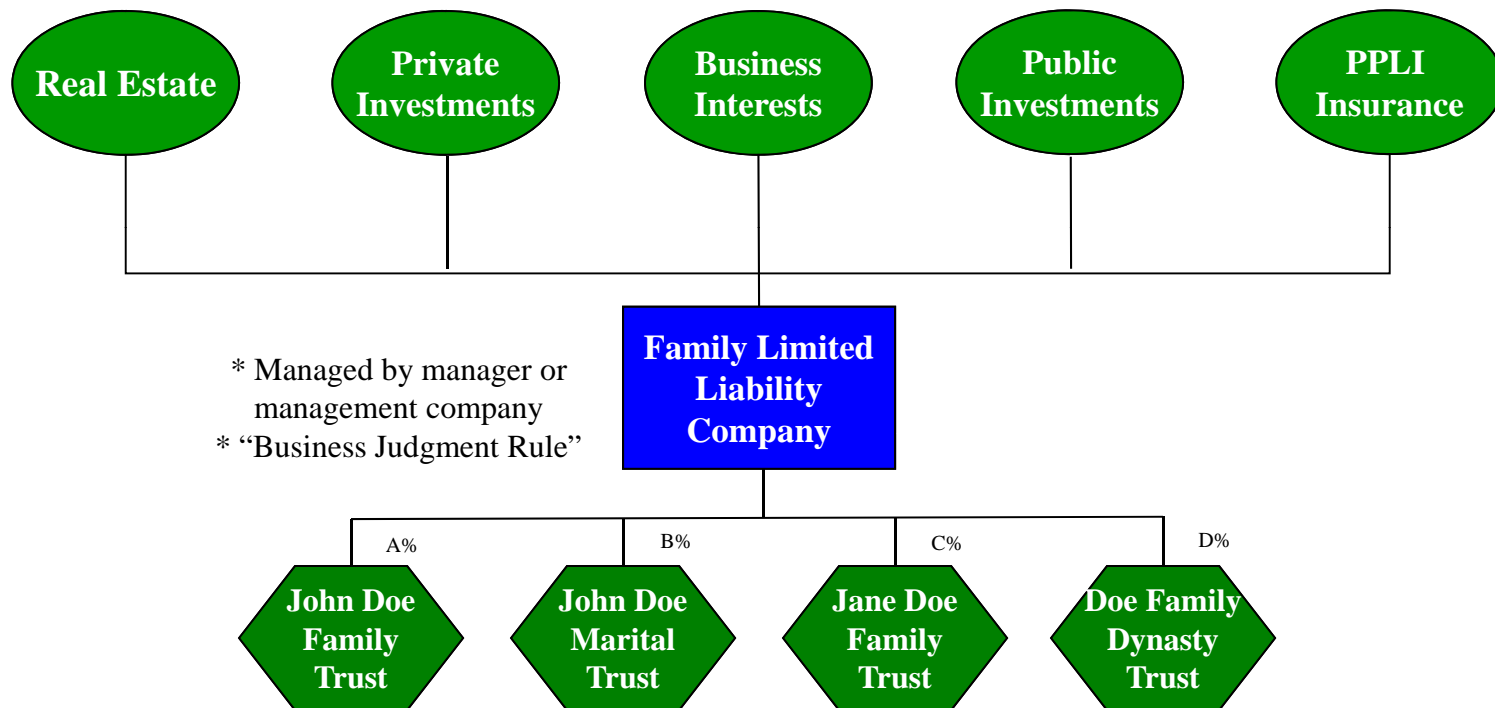 Real Estate
Private
Investments
Business
Interests
Public
Investments
PPLI
Insurance
* Managed by manager or
management company
* “Business Judgment Rule”
Family Limited
Liability
Company
A%
B%
C%
D%
John Doe
Family
Trust
John Doe
Marital
Trust
Jane Doe
Family
Trust
Doe Family
Dynasty
Trust